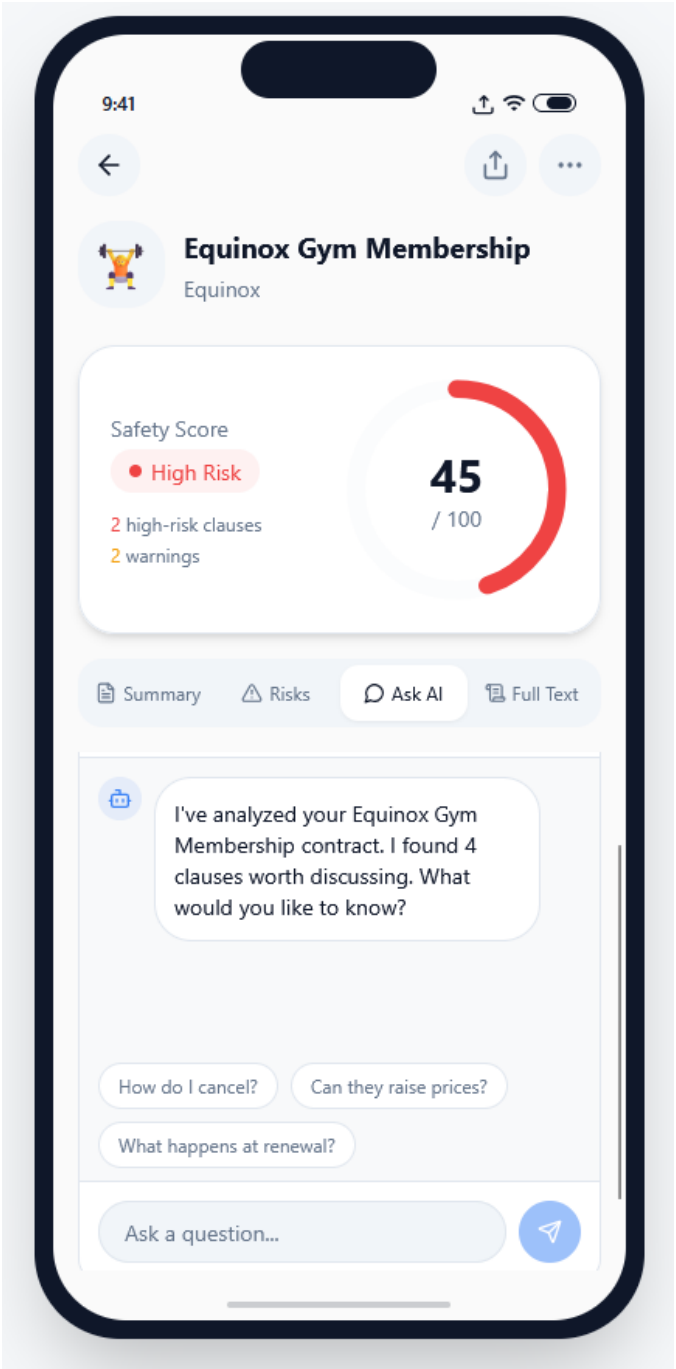 9:41
Equinox Gym Membership
Equinox
Safety Score
High Risk
2 high-risk clauses
2 warnings
45
/ 100
Summary
Risks
Ask AI
Full Text
I've analyzed your Equinox Gym
Membership contract. I found 4
clauses worth discussing. What
would you like to know?
How do I cancel?
Can they raise prices?
What happens at renewal?
Ask a question...